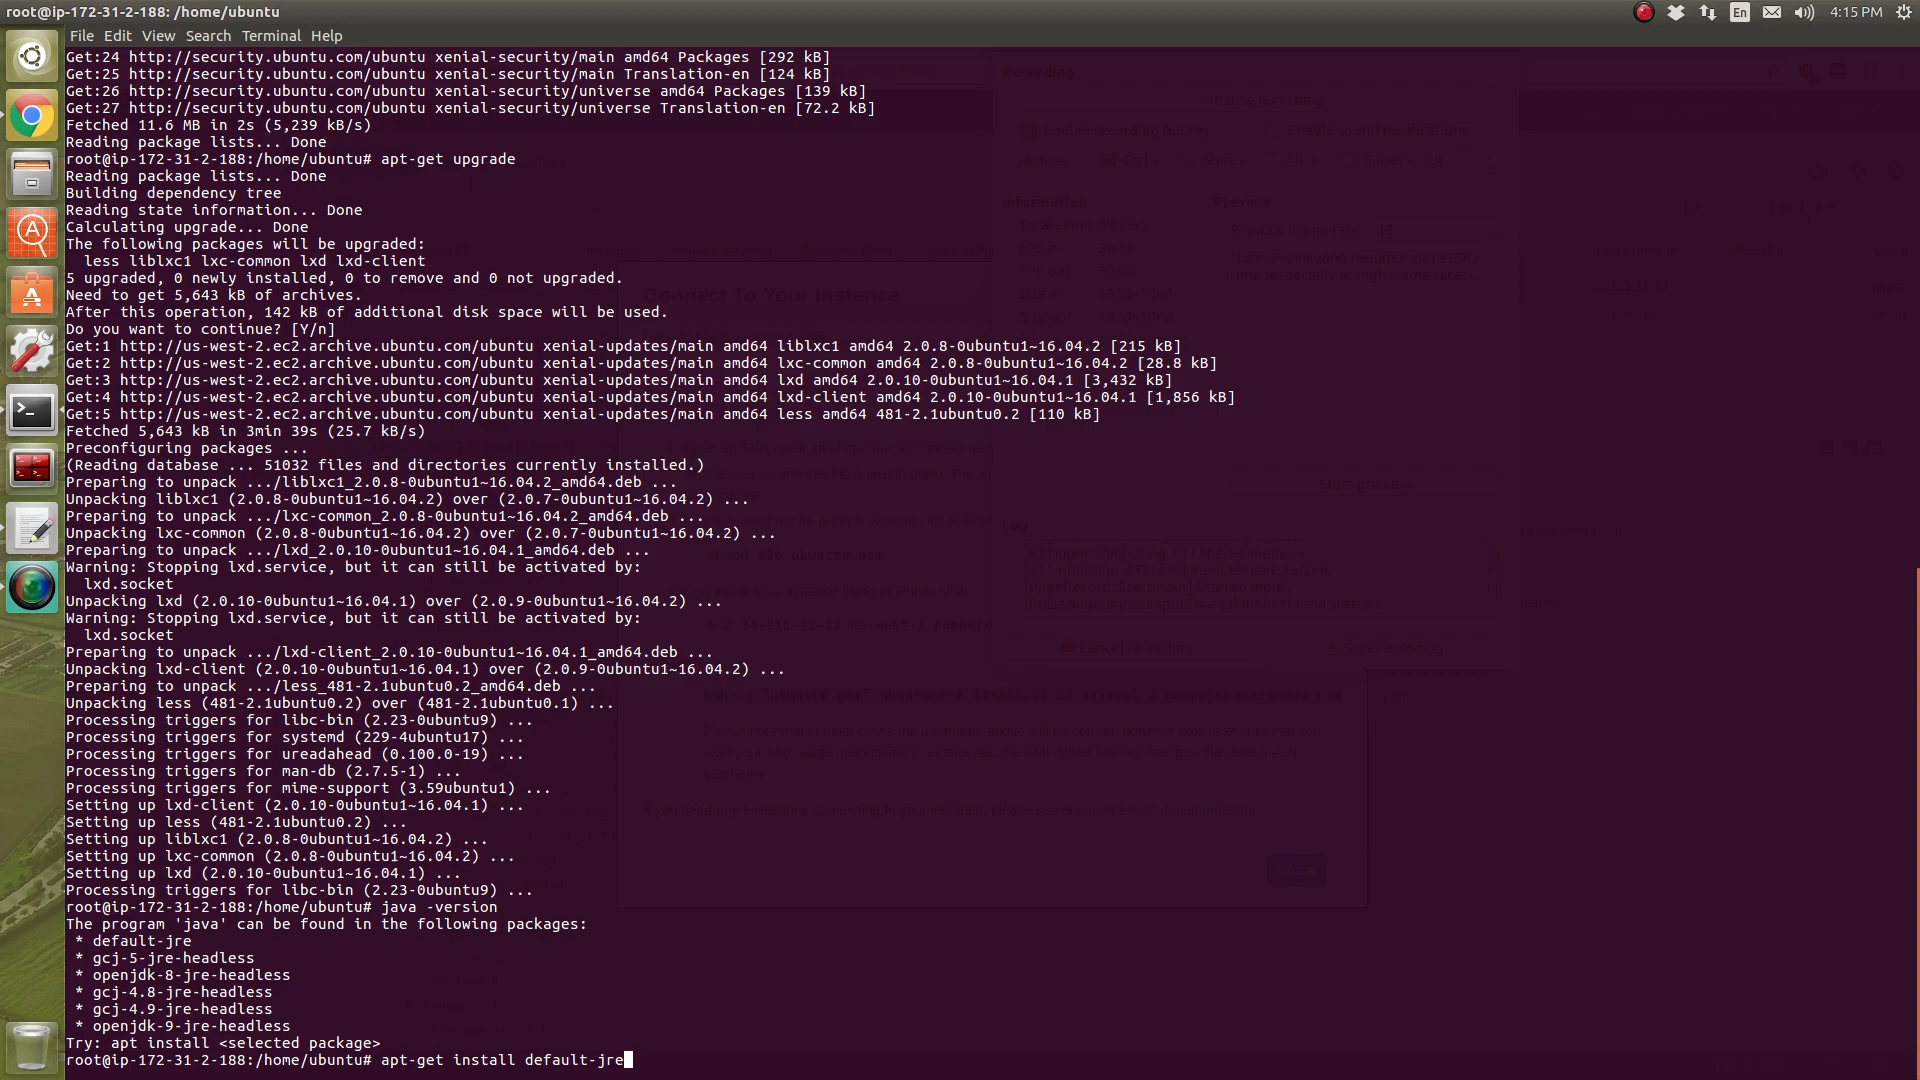 root@ip-172-31-2-188: /home/ubuntu
En
4:15 PM
File Edit View Search Terminal Help
Get:24 http://security.ubuntu.com/ubuntu xenial-security/main amd64 Packages [292 kB]
Get:25 http://security.ubuntu.com/ubuntu xenial-security/main Translation-en [124 kB]
Get:26 http://security.ubuntu.com/ubuntu xenial-security/universe amd64 Packages [139 kB]
Get:27 http://security.ubuntu.com/ubuntu xenial-security/universe Translation-en [72.2 kB]
Fetched 11.6 MB in 2s (5,239 kB/s)
Reading package lists... Done
root@ip-172-31-2-188:/home/ubuntu# apt-get upgrade
Reading package lists... Done
Building dependency tree
Reading state information... Done
Calculating upgrade... Done
The following packages will be upgraded:
  less liblxc1 lxc-common lxd lxd-client
5 upgraded, 0 newly installed, 0 to remove and 0 not upgraded.
Need to get 5,643 kB of archives.
After this operation, 142 kB of additional disk space will be used.
Do you want to continue? [Y/n]
Get:1 http://us-west-2.ec2.archive.ubuntu.com/ubuntu xenial-updates/main amd64 liblxc1 amd64 2.0.8-0ubuntu1~16.04.2 [215 kB]
Get:2 http://us-west-2.ec2.archive.ubuntu.com/ubuntu xenial-updates/main amd64 lxc-common amd64 2.0.8-0ubuntu1~16.04.2 [28.8 kB]
Get:3 http://us-west-2.ec2.archive.ubuntu.com/ubuntu xenial-updates/main amd64 lxd amd64 2.0.10-0ubuntu1~16.04.1 [3,432 kB]
Get:4 http://us-west-2.ec2.archive.ubuntu.com/ubuntu xenial-updates/main amd64 lxd-client amd64 2.0.10-0ubuntu1~16.04.1 [1,856 kB]
Get:5 http://us-west-2.ec2.archive.ubuntu.com/ubuntu xenial-updates/main amd64 less amd64 481-2.1ubuntu0.2 [110 kB]
Fetched 5,643 kB in 3min 39s (25.7 kB/s)
Preconfiguring packages ...
(Reading database ... 51032 files and directories currently installed.)
Preparing to unpack .../liblxc1_2.0.8-0ubuntu1~16.04.2_amd64.deb ...
Unpacking liblxc1 (2.0.8-0ubuntu1~16.04.2) over (2.0.7-0ubuntu1~16.04.2) ...
Preparing to unpack .../lxc-common_2.0.8-0ubuntu1~16.04.2_amd64.deb ...
Unpacking lxc-common (2.0.8-0ubuntu1~16.04.2) over (2.0.7-0ubuntu1~16.04.2) ...
Preparing to unpack .../lxd_2.0.10-0ubuntu1~16.04.1_amd64.deb ...
Warning: Stopping lxd.service, but it can still be activated by:
  lxd.socket
Unpacking lxd (2.0.10-0ubuntu1~16.04.1) over (2.0.9-0ubuntu1~16.04.2) ...
Warning: Stopping lxd.service, but it can still be activated by:
  lxd.socket
Preparing to unpack .../lxd-client_2.0.10-0ubuntu1~16.04.1_amd64.deb ...
Unpacking lxd-client (2.0.10-0ubuntu1~16.04.1) over (2.0.9-0ubuntu1~16.04.2) ...
Preparing to unpack .../less_481-2.1ubuntu0.2_amd64.deb ...
Unpacking less (481-2.1ubuntu0.2) over (481-2.1ubuntu0.1) ...
Processing triggers for libc-bin (2.23-0ubuntu9) ...
Processing triggers for systemd (229-4ubuntu17) ...
Processing triggers for ureadahead (0.100.0-19) ...
Processing triggers for man-db (2.7.5-1) ...
Processing triggers for mime-support (3.59ubuntu1) ...
Setting up lxd-client (2.0.10-0ubuntu1~16.04.1) ...
Setting up less (481-2.1ubuntu0.2) ...
Setting up liblxc1 (2.0.8-0ubuntu1~16.04.2) ...
Setting up lxc-common (2.0.8-0ubuntu1~16.04.2) ...
Setting up lxd (2.0.10-0ubuntu1~16.04.1) ...
Processing triggers for libc-bin (2.23-0ubuntu9) ...
root@ip-172-31-2-188:/home/ubuntu# java -version
The program 'java' can be found in the following packages:
 * default-jre
 * gcj-5-jre-headless
 * openjdk-8-jre-headless
 * gcj-4.8-jre-headless
 * gcj-4.9-jre-headless
 * openjdk-9-jre-headless
Try: apt install <selected package>
root@ip-172-31-2-188:/home/ubuntu# apt-get install default-jre
Recording
Information
Preview
Connect To Your Instance
Start preview
Log
Cancel recording
Save recording